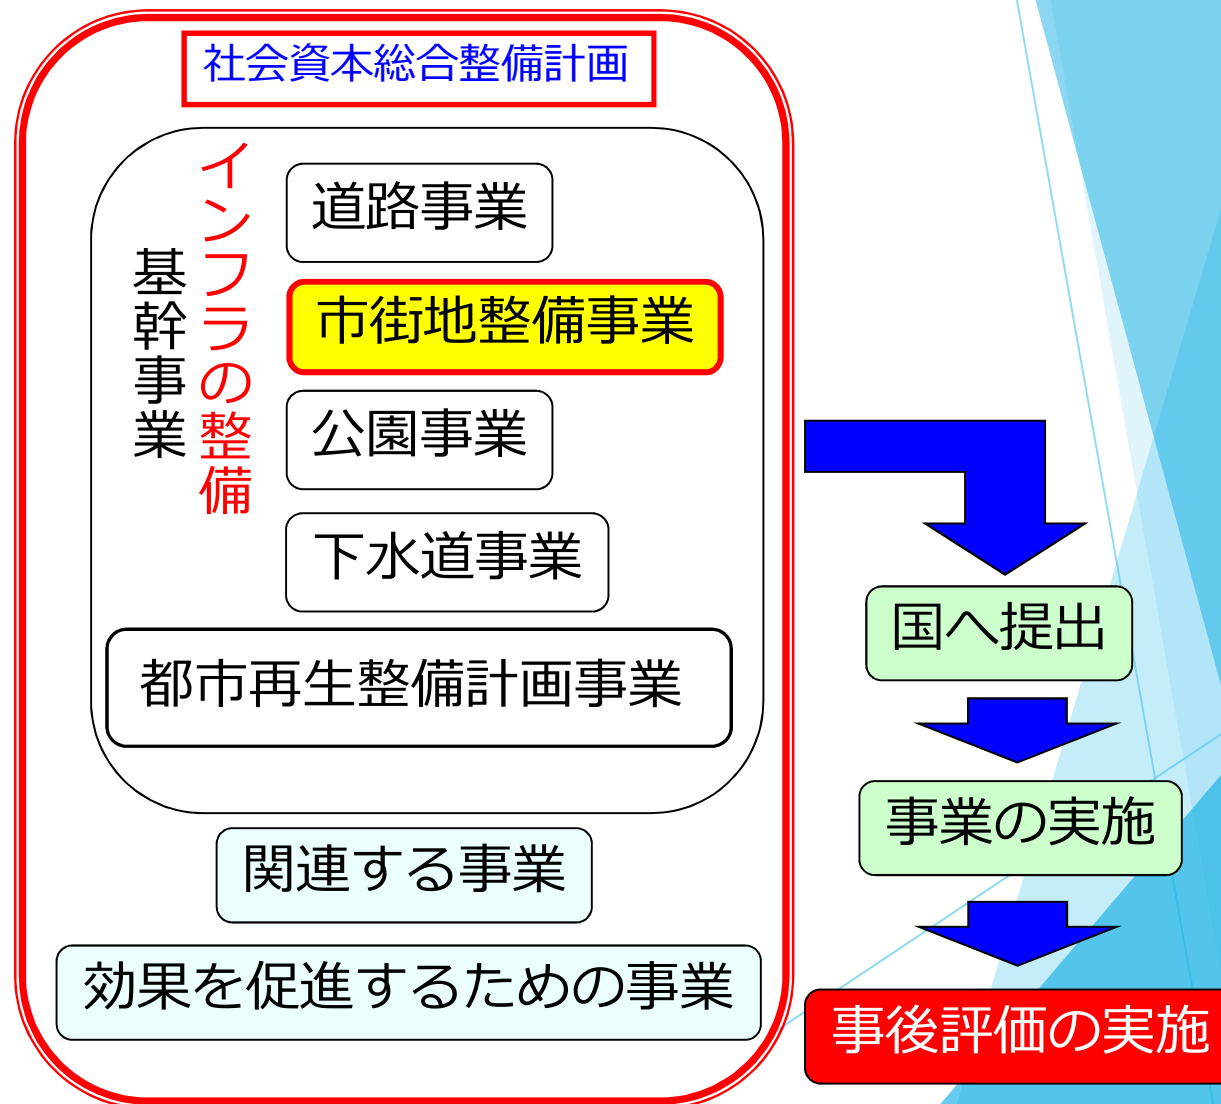 社会資本総合整備計画
インフラの整備
基幹事業
道路事業
市街地整備事業
公園事業
下水道事業
都市再生整備計画事業
関連する事業
効果を促進するための事業
国へ提出
事業の実施
事後評価の実施